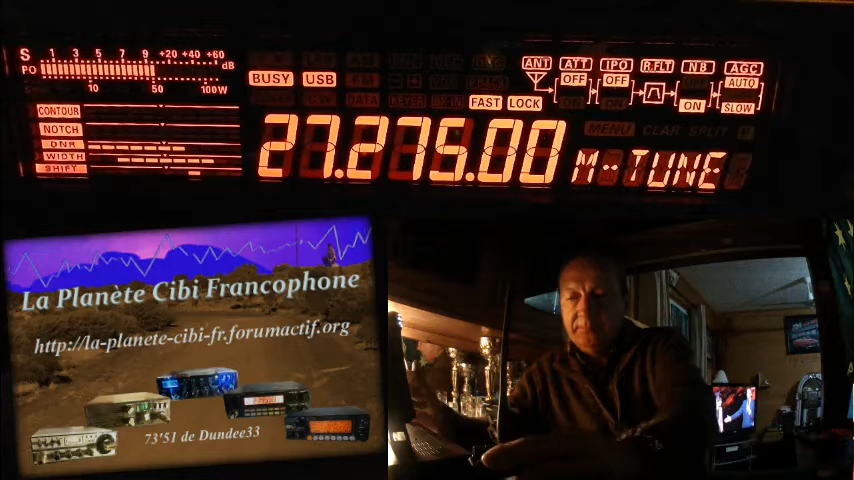 S 1 3 5 7 9 +20 +40 +60 dB
PO 10 50 100W
BUSY USB
FAST LOCK
ANT ATT IPO R.FLT NB AGC
OFF OFF AUTO
ON SLOW
CONTOUR
NOTCH
DNR
WIDTH
SHIFT
MENU CLAR SPLIT
27.275.00 M-TUNE
La Planète Cibi Francophone
http://la-planete-cibi-fr.forumactif.org
73'51 de Dundee33